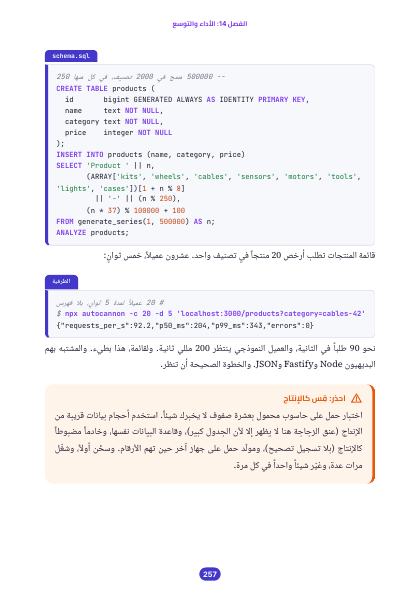 الفصل 14: الأداء والتوسع
schema.sql
-- 500000 منتج في 2000 تصنيف، في كل منها 250
CREATE TABLE products (
id bigint GENERATED ALWAYS AS IDENTITY PRIMARY KEY,
name text NOT NULL,
category text NOT NULL,
price integer NOT NULL
);
INSERT INTO products (name, category, price)
SELECT 'Product ' || n,
(ARRAY['kits', 'wheels', 'cables', 'sensors', 'motors', 'tools',
'lights', 'cases'])[1 + n % 8]
|| '-' || (n % 250),
(n * 37) % 100000 + 100
FROM generate_series(1, 500000) AS n;
ANALYZE products;
قائمة المنتجات تطلب أرخص 20 منتجاً في تصنيف واحد. عشرون عميلاً، خمس ثوانٍ:
الطرفية
# 20 عميلاً لمدة 5 ثوانٍ، بلا فهرس
$ npx autocannon -c 20 -d 5 'localhost:3000/products?category=cables-42'
{"requests_per_s":92.2,"p50_ms":204,"p99_ms":343,"errors":0}
نحو 90 طلباً في الثانية، والعميل النموذجي ينتظر 200 مللي ثانية. ولقائمة، هذا بطيء. والمشتبه بهم
البديهيون Node وFastify وJSON. والخطوة الصحيحة أن تنظر.
احذر: قس كالإنتاج
اختبار حمل على حاسوب محمول بعشرة صفوف لا يخبرك شيئاً. استخدم أحجام بيانات قريبة من
الإنتاج (عنق الزجاجة هنا لا يظهر إلا لأن الجدول كبير)، وقاعدة البيانات نفسها، وخادماً مضبوطاً
كالإنتاج (بلا تسجيل تصحيح)، ومولّد حمل على جهاز آخر حين تهم الأرقام. وسخّن أولاً، وشغّل
مرات عدة، وغيّر شيئاً واحداً في كل مرة.
257